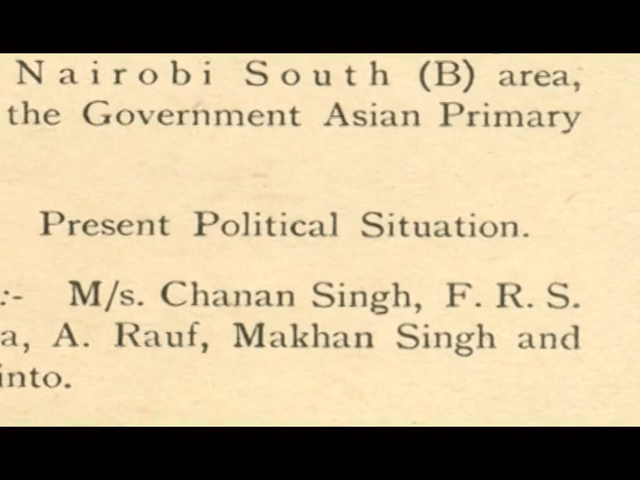 Nairobi South (B) area,
the Government Asian Primary
Present Political Situation.
:- M/s. Chanan Singh, F. R. S.
a, A. Rauf, Makhan Singh and
into.